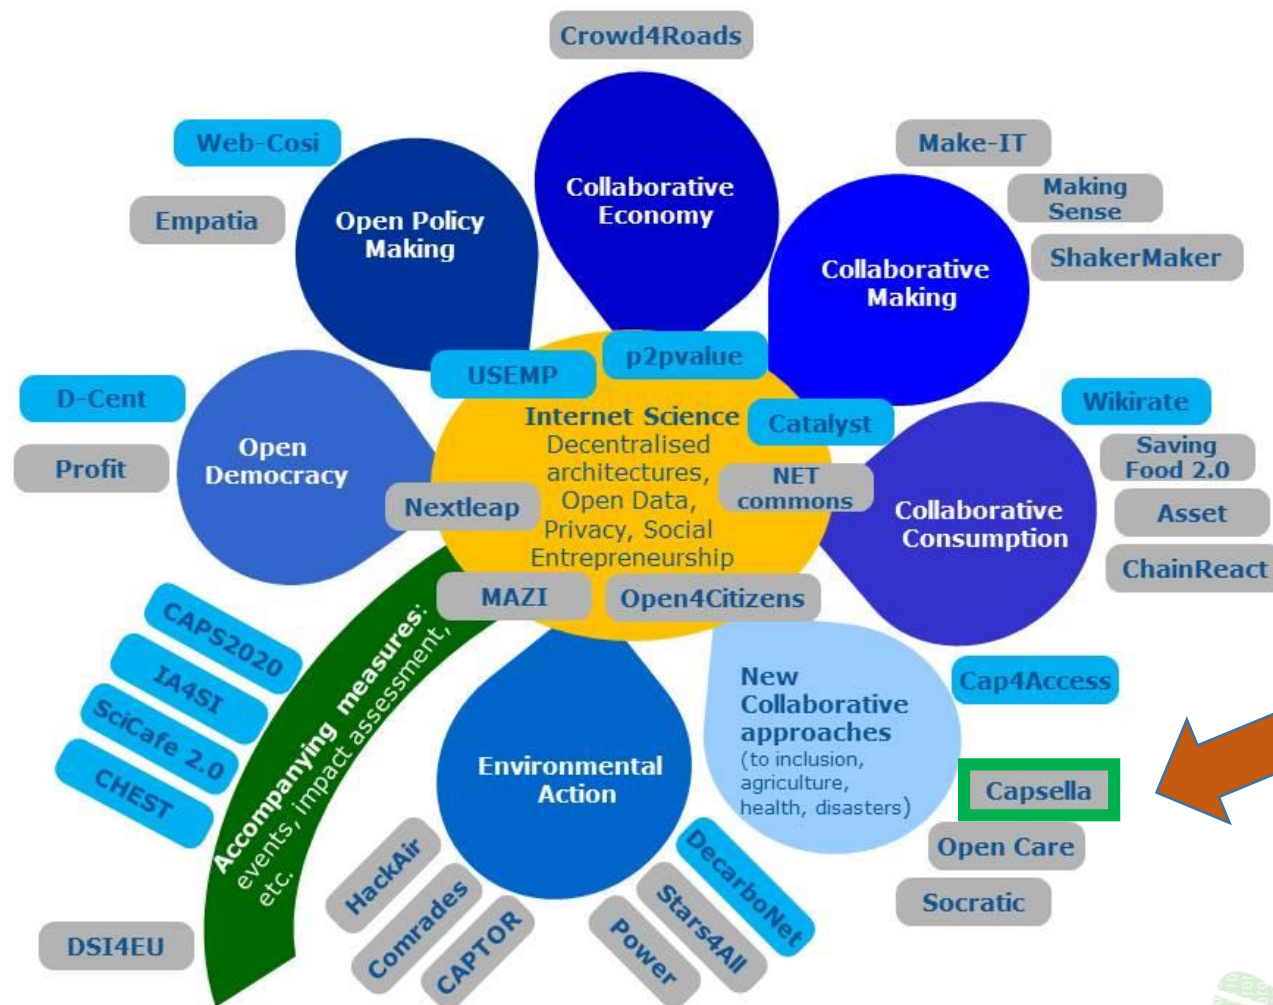 Crowd4Roads
Web-Cosi
Make-IT
Making
Sense
Empatia
Open Policy
Making
Collaborative
Economy
ShakerMaker
Collaborative
Making
USEMP
p2pvalue
D-Cent
Profit
Open
Democracy
Nextleap
Internet Science
Decentralised
architectures,
Open Data,
Privacy, Social
Entrepreneurship
Catalyst
NET
commons
Wikirate
Saving
Food 2.0
Asset
ChainReact
Collaborative
Consumption
MAZI
Open4Citizens
CAPS2020
IA4SI
SciCafe 2.0
CHEST
Accompanying measures:
events, impact assessment,
etc.
DSI4EU
Environmental
Action
New
Collaborative
approaches
(to inclusion,
agriculture,
health, disasters)
Cap4Access
Capsella
Open Care
Socratic
HackAir
Comrades
CAPTOR
Power
Stars4All
DecarboNet